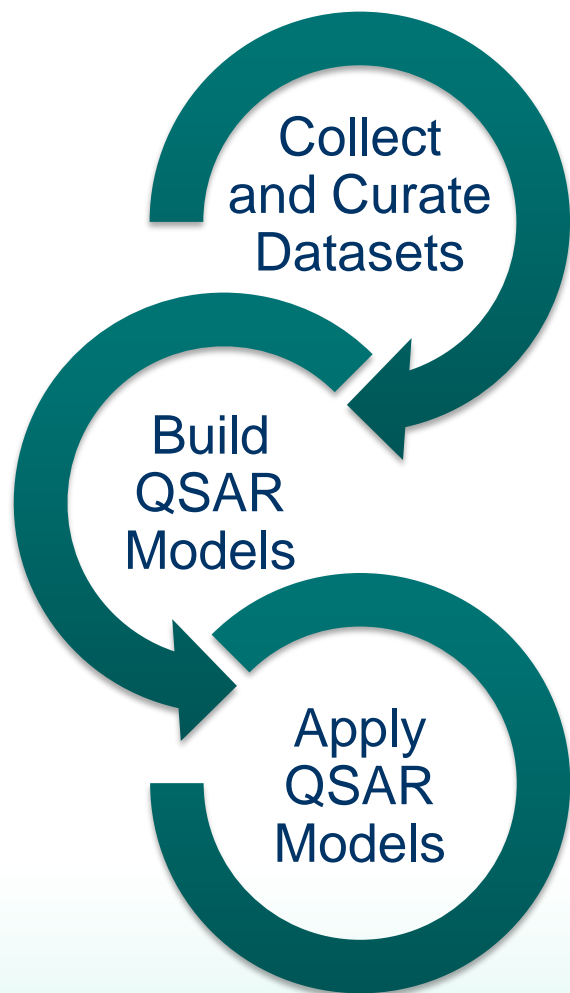 Collect
and Curate
Datasets
Build
QSAR
Models
Apply
QSAR
Models